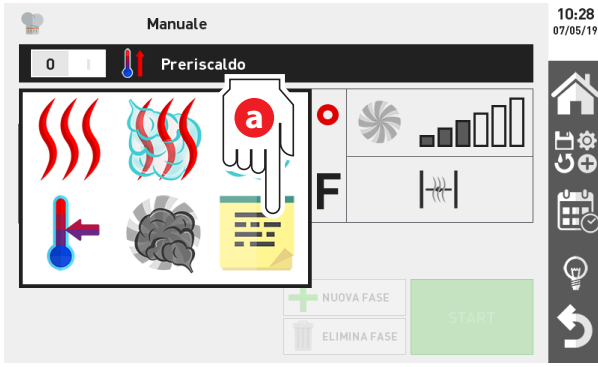 Manuale
10:28
07/05/19
0 I
Preriscaldo
a
°
F
NUOVA FASE
ELIMINA FASE
START